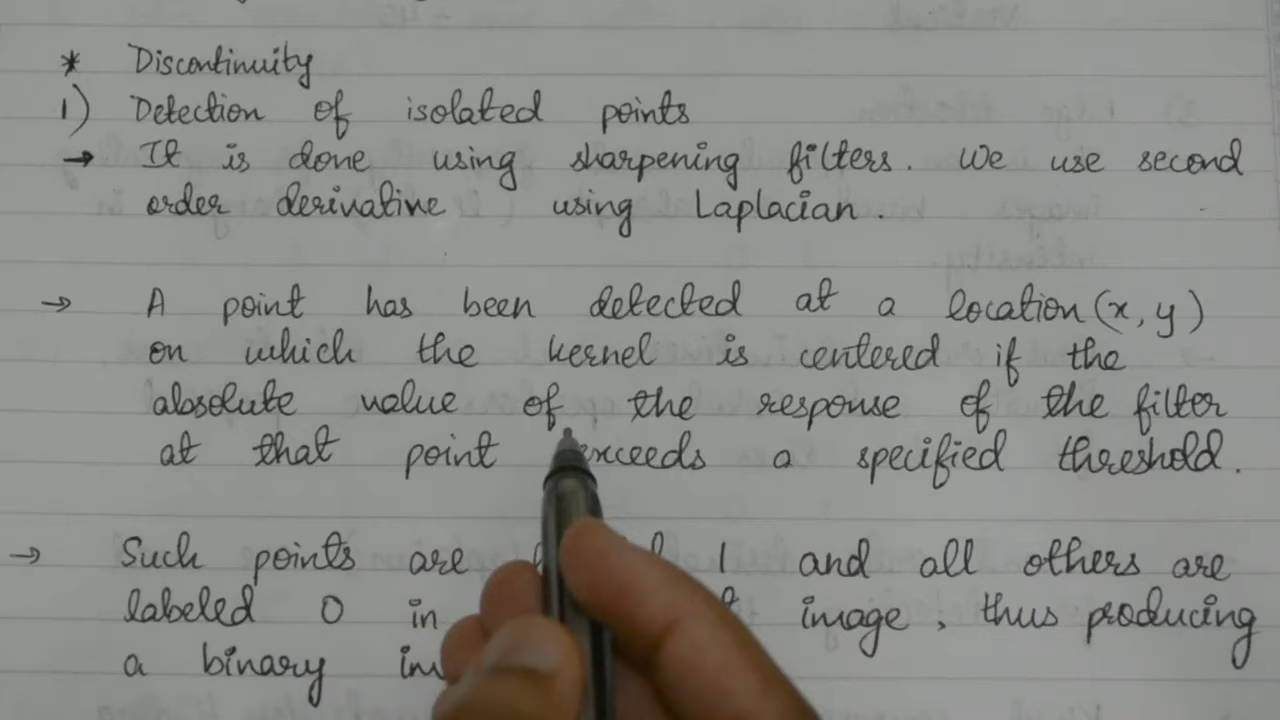 * Discontinuity
1) Detection of isolated points
→ It is done using sharpening filters. We use second
order derivative using Laplacian.
→ A point has been detected at a location (x, y)
on which the kernel is centered if the
absolute value of the response of the filter
at that point exceeds a specified threshold.
→ Such points are 1 and all others are
labeled 0 in image, thus producing
a binary